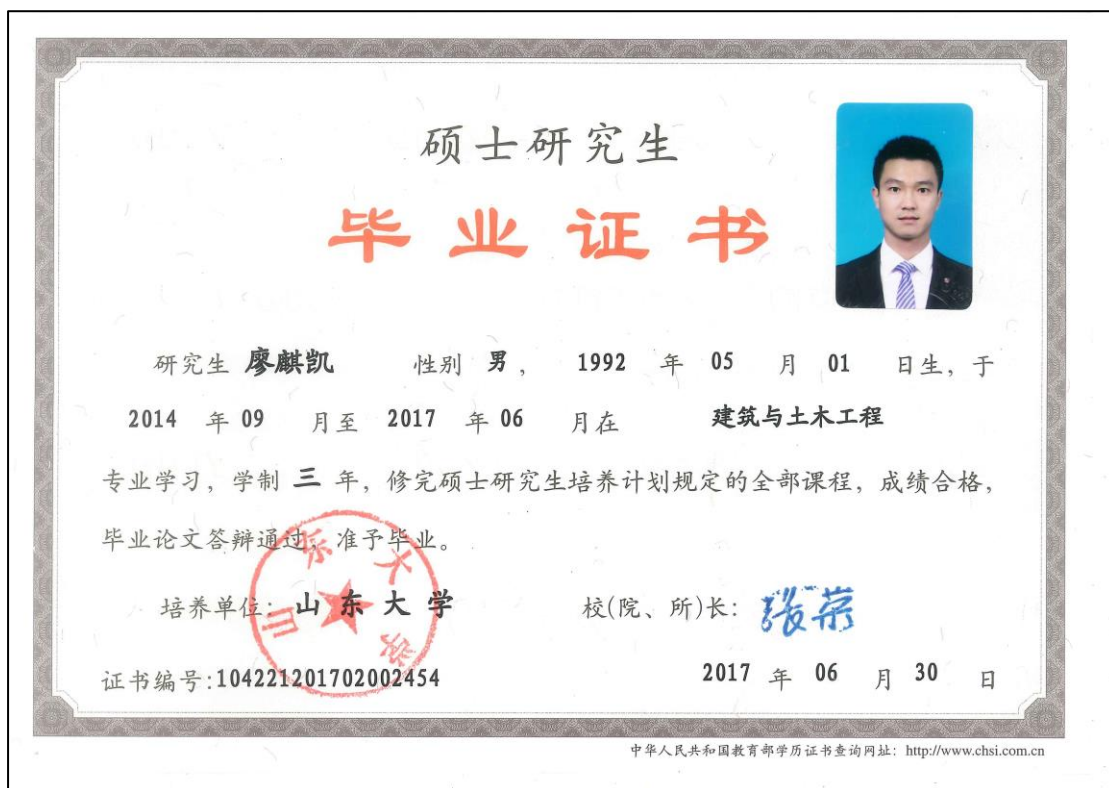 硕士研究生
毕业证书
研究生 廖麒凯 性别 男, 1992 年 05 月 01 日生, 于
2014 年 09 月至 2017 年 06 月在 建筑与土木工程
专业学习, 学制 三 年, 修完硕士研究生培养计划规定的全部课程, 成绩合格,
毕业论文答辩通过, 准予毕业。
山东大学
培养单位: 山东大学 校(院、所)长: 张荣
证书编号:104221201702002454 2017 年 06 月 30 日
中华人民共和国教育部学历证书查询网址: http://www.chsi.com.cn